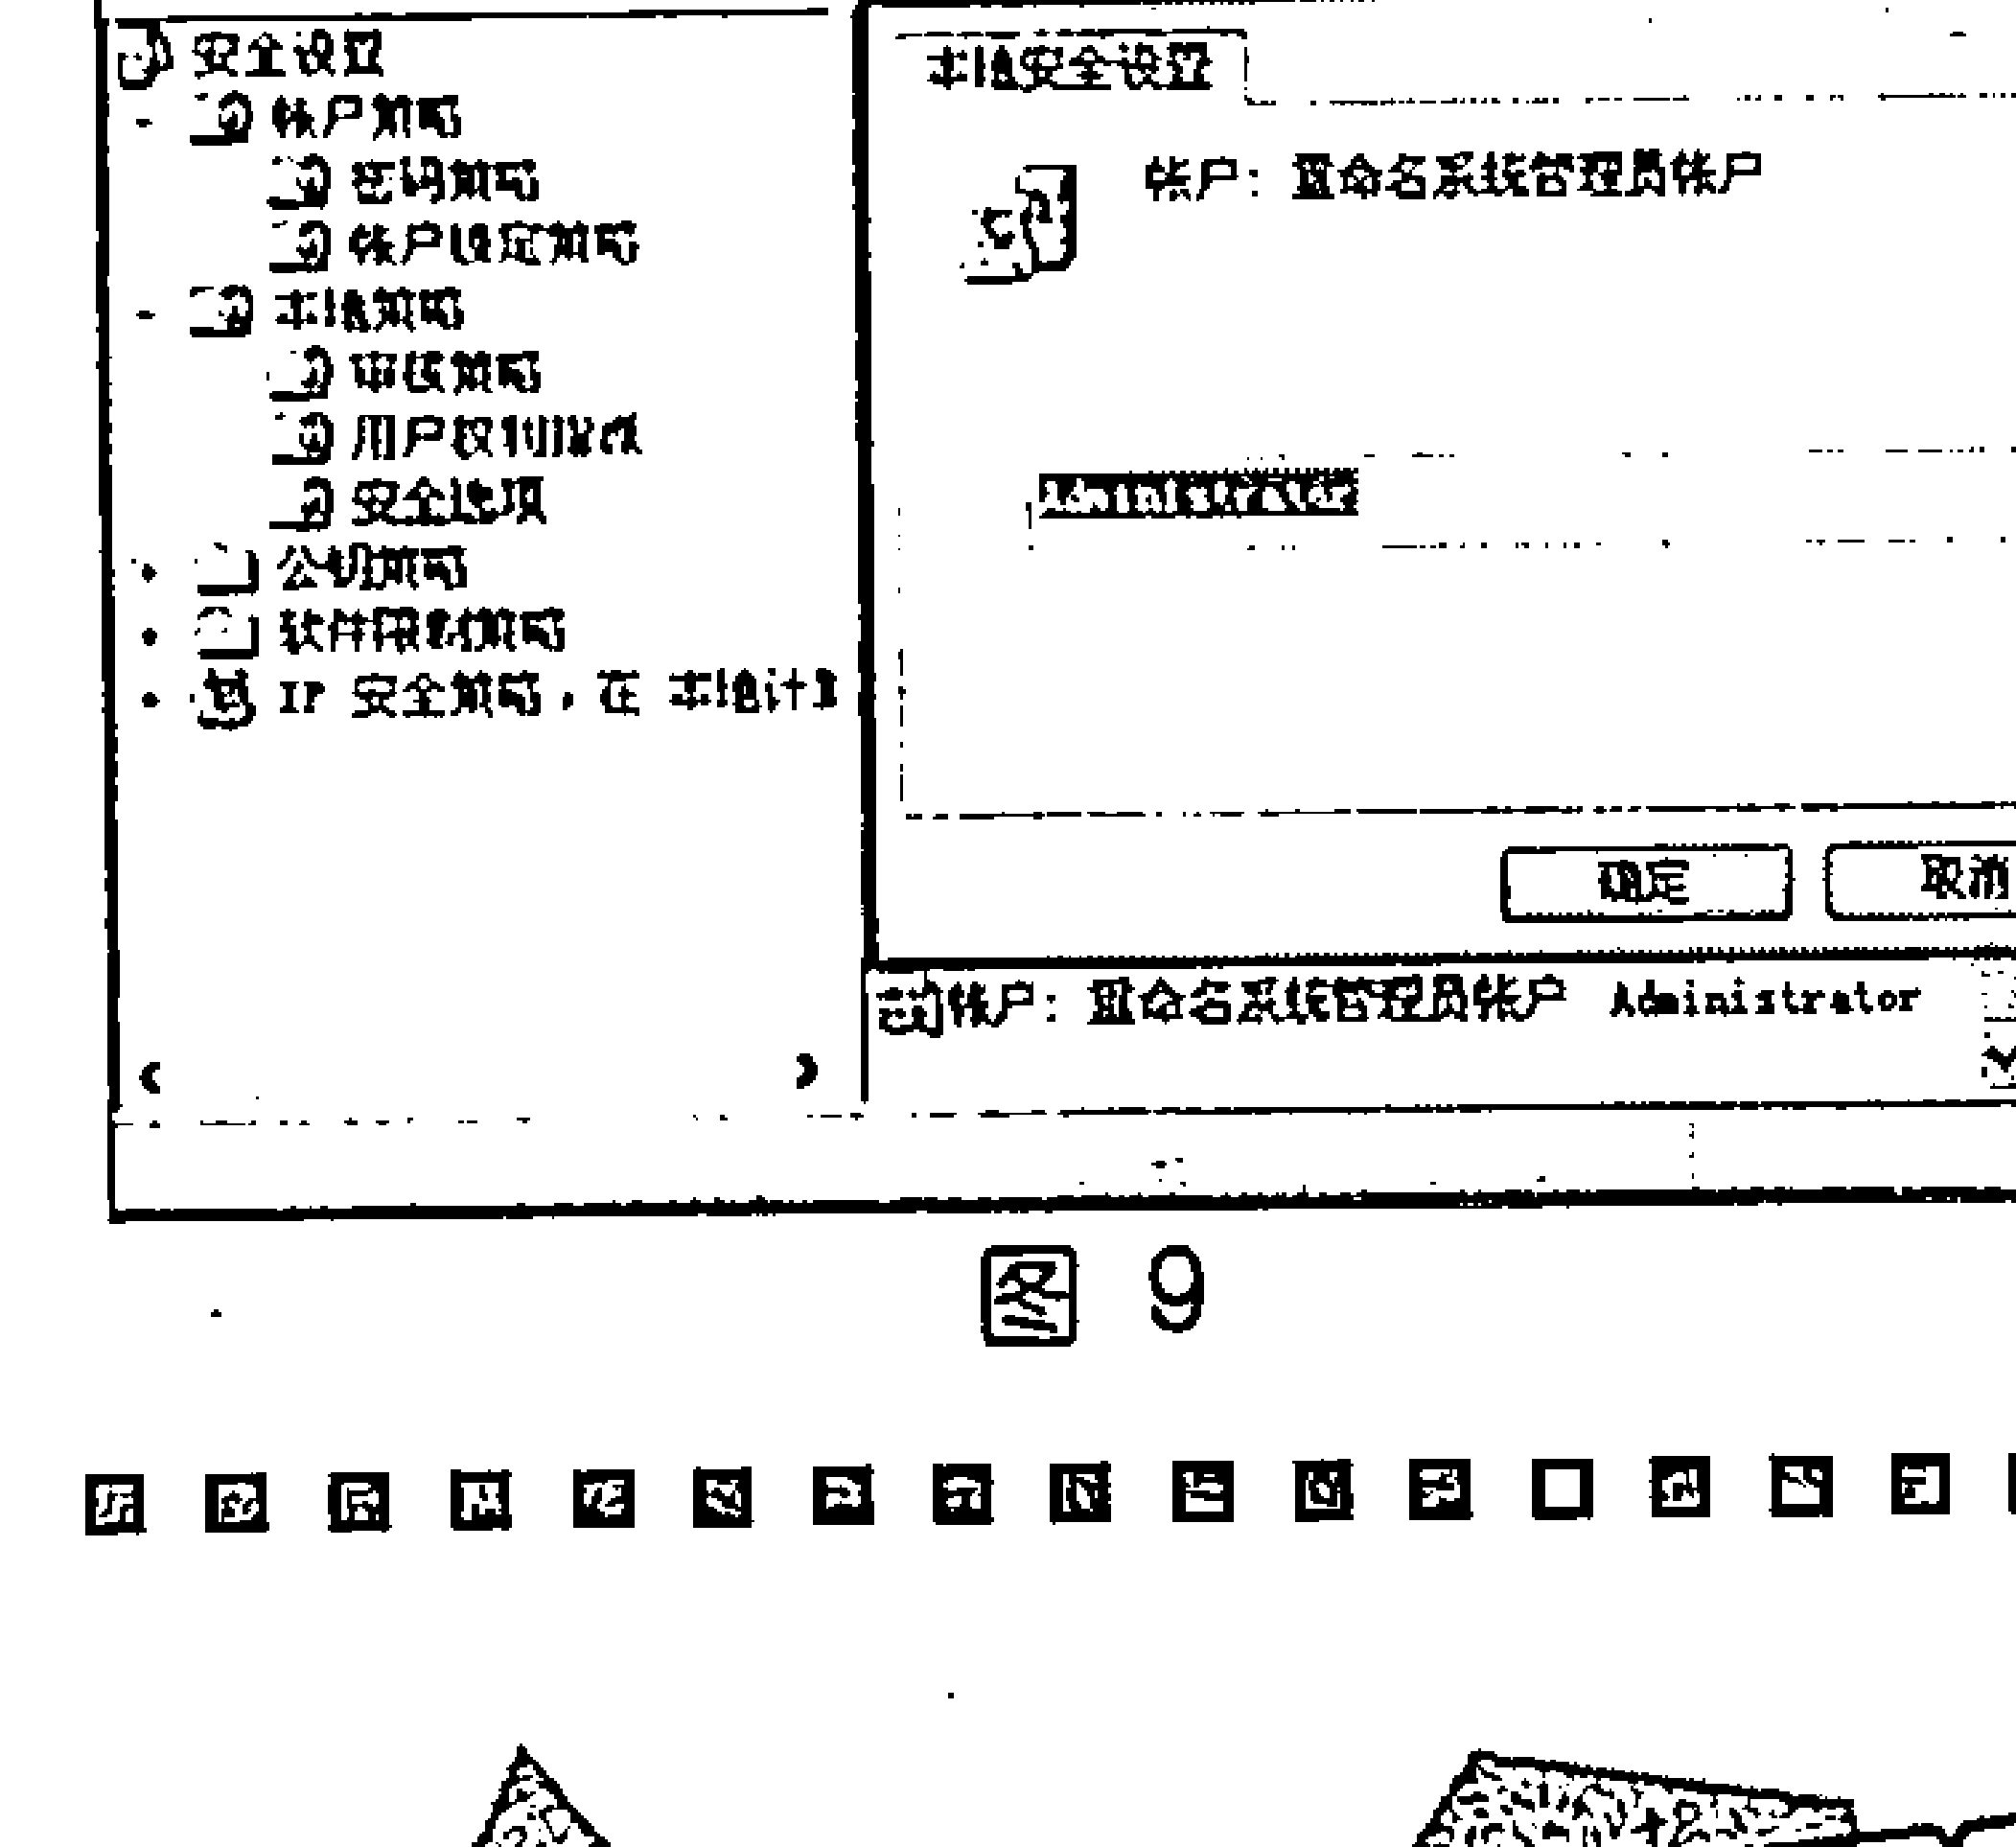 安全设置
帐户策略
密码策略
帐户锁定策略
本地策略
审核策略
用户权利指派
安全选项
公钥策略
软件限制策略
IP 安全策略，在 本地计算
本地安全设置
帐户: 重命名系统管理员帐户
Administrator
确定
取消
帐户: 重命名系统管理员帐户 Administrator
图 9